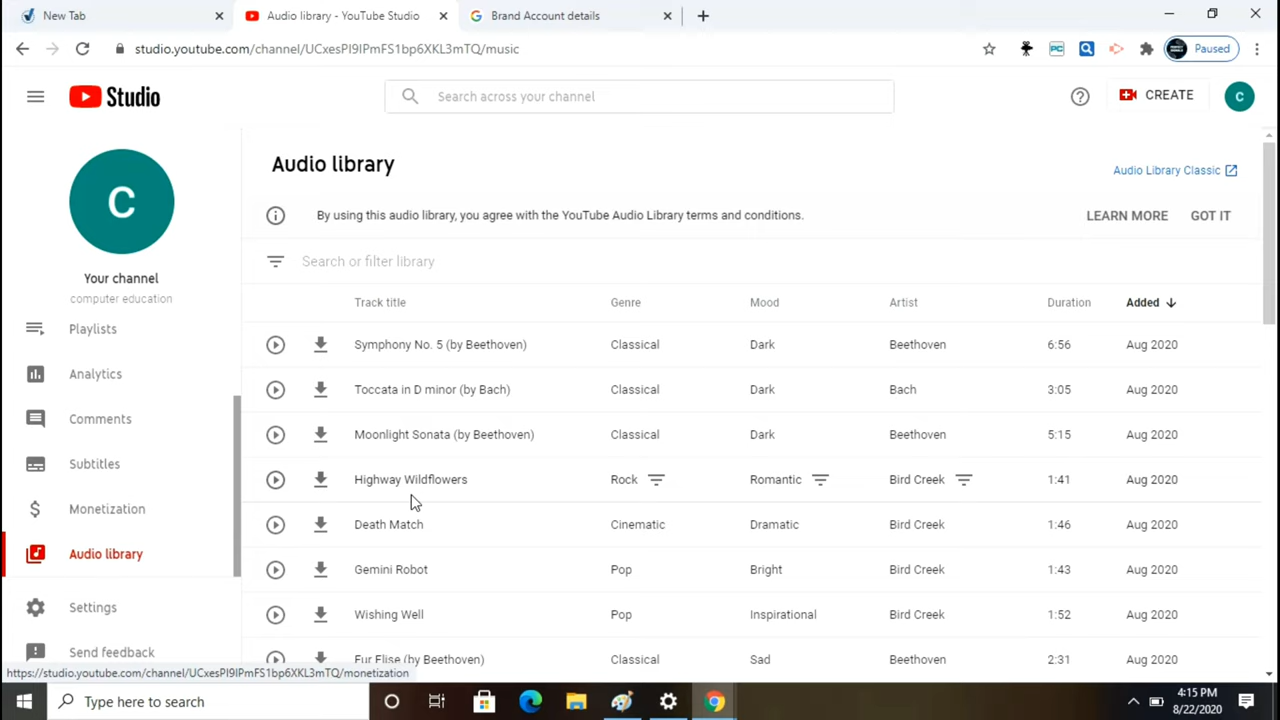 New Tab
Audio library - YouTube Studio
Brand Account details
studio.youtube.com/channel/UCxesPI9IPmFS1bp6XKL3mTQ/music
PC
Paused
Studio
Search across your channel
CREATE
C
C
Your channel
computer education
Playlists
Analytics
Comments
Subtitles
Monetization
Audio library
Settings
Send feedback
Audio library
Audio Library Classic
By using this audio library, you agree with the YouTube Audio Library terms and conditions.
LEARN MORE
GOT IT
Search or filter library
Track title Genre Mood Artist Duration Added
Symphony No. 5 (by Beethoven) Classical Dark Beethoven 6:56 Aug 2020
Toccata in D minor (by Bach) Classical Dark Bach 3:05 Aug 2020
Moonlight Sonata (by Beethoven) Classical Dark Beethoven 5:15 Aug 2020
Highway Wildflowers Rock Romantic Bird Creek 1:41 Aug 2020
Death Match Cinematic Dramatic Bird Creek 1:46 Aug 2020
Gemini Robot Pop Bright Bird Creek 1:43 Aug 2020
Wishing Well Pop Inspirational Bird Creek 1:52 Aug 2020
Fur Elise (by Beethoven) Classical Sad Beethoven 2:31 Aug 2020
https://studio.youtube.com/channel/UCxesPI9IPmFS1bp6XKL3mTQ/monetization
Type here to search
4:15 PM
8/22/2020